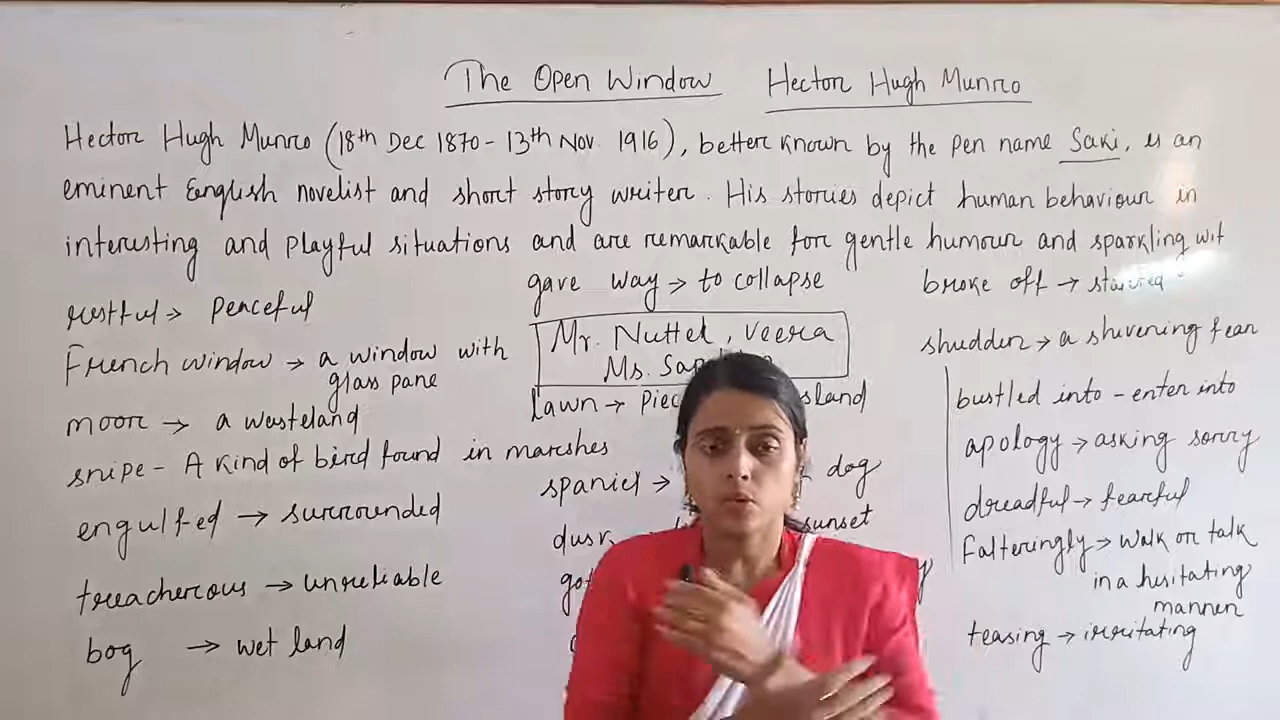 The Open Window Hector Hugh Munro
Hector Hugh Munro (18th Dec 1870 - 13th Nov. 1916), better known by the pen name Saki, is an
eminent English novelist and short story writer. His stories depict human behaviour in
interesting and playful situations and are remarkable for gentle humour and sparkling wit
restful → peaceful
French window → a window with
glass pane
moor → a wasteland
snipe - A kind of bird found in marshes
engulfed → surrounded
treacherous → unreliable
bog → wet land
gave way → to collapse
Mr. Nuttel, Veera
Ms.
lawn →
spaniel → dog
dusk sunset
broke off →
shudder → a shivering fear
bustled into - enter into
apology → asking sorry
dreadful → fearful
falteringly → walk or talk
in a hesitating
manner
teasing → irritating